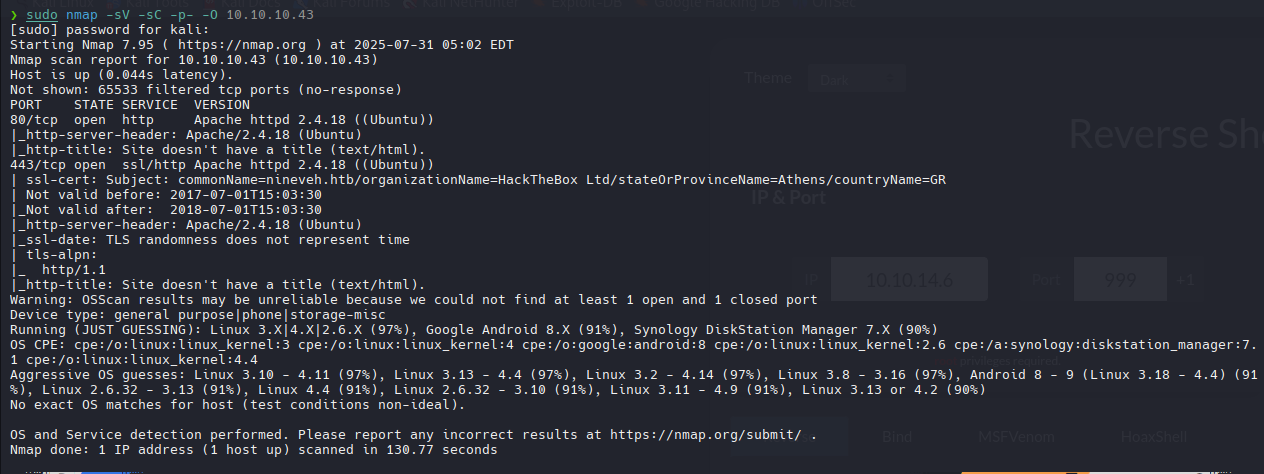 ❯ sudo nmap -sV -sC -p- -O 10.10.10.43
[sudo] password for kali:
Starting Nmap 7.95 ( https://nmap.org ) at 2025-07-31 05:02 EDT
Nmap scan report for 10.10.10.43 (10.10.10.43)
Host is up (0.044s latency).
Not shown: 65533 filtered tcp ports (no-response)
PORT    STATE SERVICE  VERSION
80/tcp  open  http     Apache httpd 2.4.18 ((Ubuntu))
|_http-server-header: Apache/2.4.18 (Ubuntu)
|_http-title: Site doesn't have a title (text/html).
443/tcp open  ssl/http Apache httpd 2.4.18 ((Ubuntu))
| ssl-cert: Subject: commonName=nineveh.htb/organizationName=HackTheBox Ltd/stateOrProvinceName=Athens/countryName=GR
| Not valid before: 2017-07-01T15:03:30
|_Not valid after:  2018-07-01T15:03:30
|_http-server-header: Apache/2.4.18 (Ubuntu)
|_ssl-date: TLS randomness does not represent time
| tls-alpn:
|_  http/1.1
|_http-title: Site doesn't have a title (text/html).
Warning: OSScan results may be unreliable because we could not find at least 1 open and 1 closed port
Device type: general purpose|phone|storage-misc
Running (JUST GUESSING): Linux 3.X|4.X|2.6.X (97%), Google Android 8.X (91%), Synology DiskStation Manager 7.X (90%)
OS CPE: cpe:/o:linux:linux_kernel:3 cpe:/o:linux:linux_kernel:4 cpe:/o:google:android:8 cpe:/o:linux:linux_kernel:2.6 cpe:/a:synology:diskstation_manager:7.
1 cpe:/o:linux:linux_kernel:4.4
Aggressive OS guesses: Linux 3.10 - 4.11 (97%), Linux 3.13 - 4.4 (97%), Linux 3.2 - 4.14 (97%), Linux 3.8 - 3.16 (97%), Android 8 - 9 (Linux 3.18 - 4.4) (91
%), Linux 2.6.32 - 3.13 (91%), Linux 4.4 (91%), Linux 2.6.32 - 3.10 (91%), Linux 3.11 - 4.9 (91%), Linux 3.13 or 4.2 (90%)
No exact OS matches for host (test conditions non-ideal).
OS and Service detection performed. Please report any incorrect results at https://nmap.org/submit/ .
Nmap done: 1 IP address (1 host up) scanned in 130.77 seconds
Theme
Dark
Reverse
IP & Port
IP
10.10.14.6
Port
999
+1
Bind
MSFVenom
HoaxShell